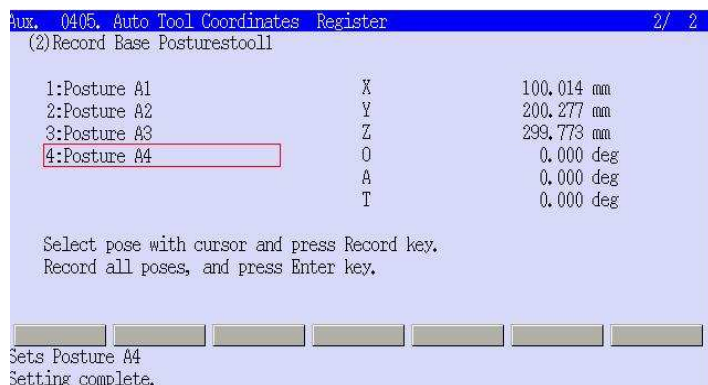 Aux. 0405. Auto Tool Coordinates Register 2/ 2
(2)Record Base Posturestool1
1:Posture A1 X 100.014 mm
2:Posture A2 Y 200.277 mm
3:Posture A3 Z 299.773 mm
4:Posture A4 O 0.000 deg
A 0.000 deg
T 0.000 deg
Select pose with cursor and press Record key.
Record all poses, and press Enter key.
Sets Posture A4
Setting complete.